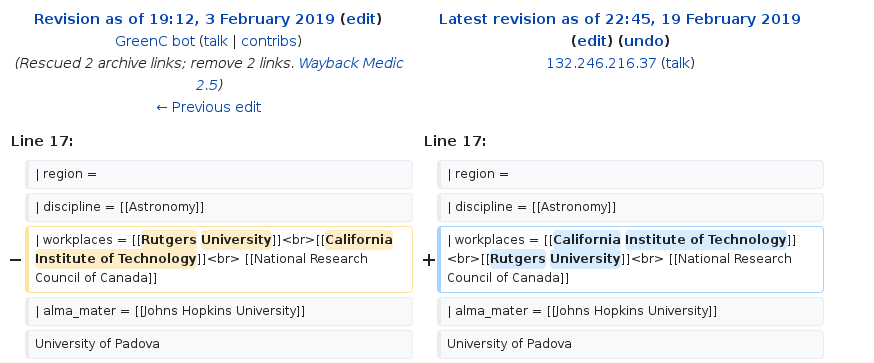 Revision as of 19:12, 3 February 2019 (edit)
GreenC bot (talk | contribs)
(Rescued 2 archive links; remove 2 links. Wayback Medic
2.5)
← Previous edit
Latest revision as of 22:45, 19 February 2019
(edit) (undo)
132.246.216.37 (talk)
Line 17:
Line 17:
| region =
| region =
| discipline = [[Astronomy]]
| discipline = [[Astronomy]]
− | workplaces = [[Rutgers University]]<br>[[California
Institute of Technology]]<br> [[National Research
Council of Canada]]
+ | workplaces = [[California Institute of Technology]]
<br>[[Rutgers University]]<br> [[National Research
Council of Canada]]
| alma_mater = [[Johns Hopkins University]]
| alma_mater = [[Johns Hopkins University]]
University of Padova
University of Padova